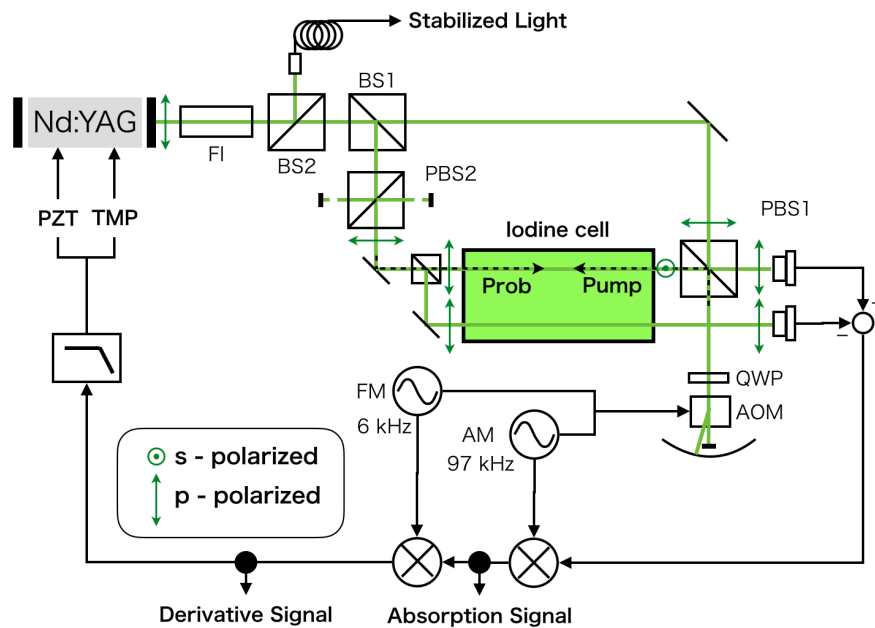 Stabilized Light
BS1
Nd:YAG
FI
BS2
PBS2
PZT TMP
PBS1
Iodine cell
Prob
Pump
−
FM
6 kHz
AM
97 kHz
QWP
AOM
s - polarized
p - polarized
Derivative Signal
Absorption Signal